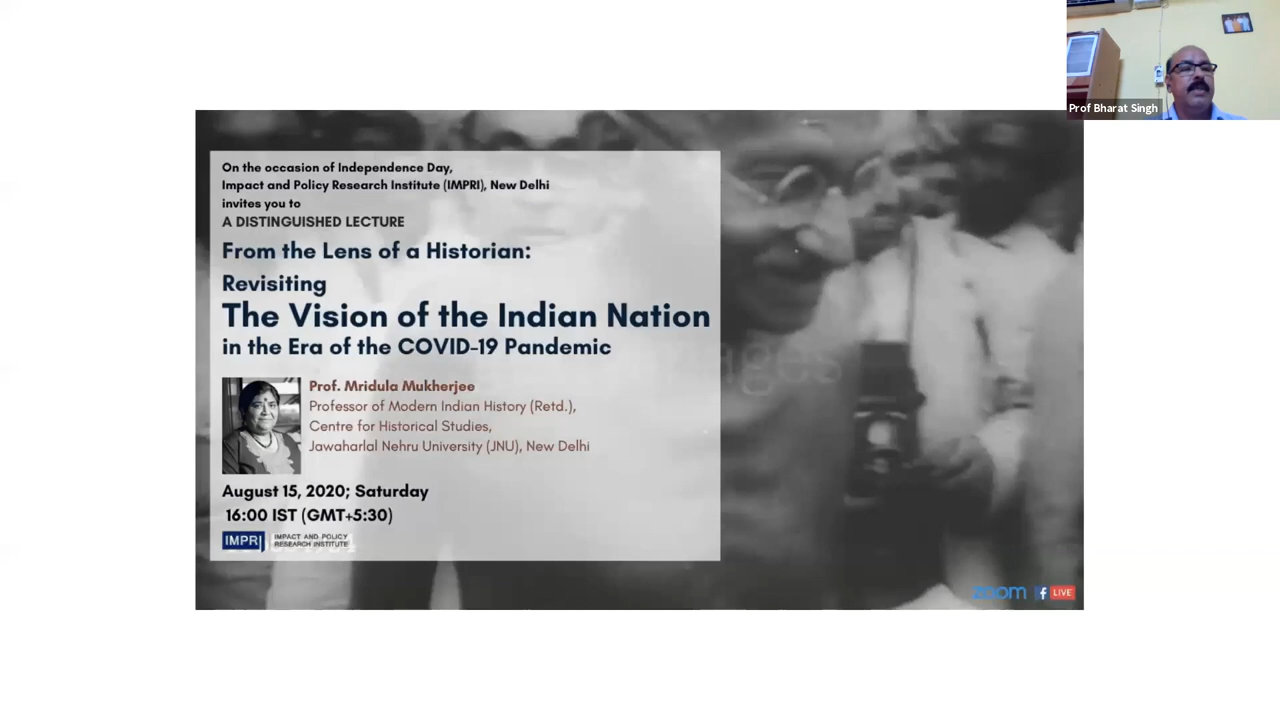 Prof Bharat Singh
On the occasion of Independence Day,
Impact and Policy Research Institute (IMPRI), New Delhi
invites you to
A DISTINGUISHED LECTURE
From the Lens of a Historian:
Revisiting
The Vision of the Indian Nation
in the Era of the COVID-19 Pandemic
Prof. Mridula Mukherjee
Professor of Modern Indian History (Retd.),
Centre for Historical Studies,
Jawaharlal Nehru University (JNU), New Delhi
August 15, 2020; Saturday
16:00 IST (GMT+5:30)
IMPRI
IMPACT AND POLICY
RESEARCH INSTITUTE
zoom
f LIVE